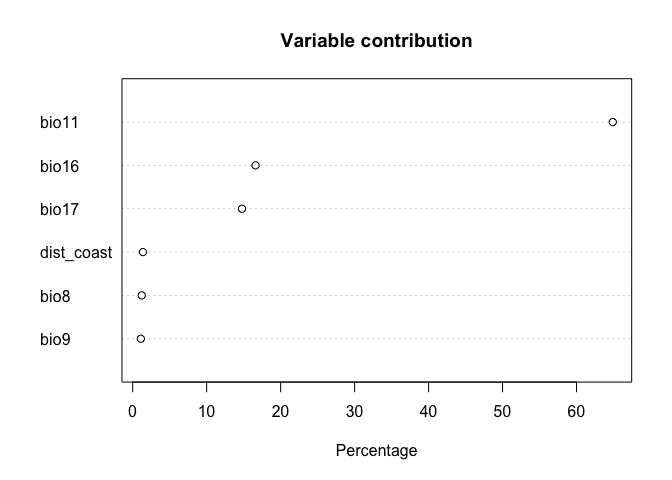 Variable contribution
bio11
bio16
bio17
dist_coast
bio8
bio9
0 10 20 30 40 50 60
Percentage